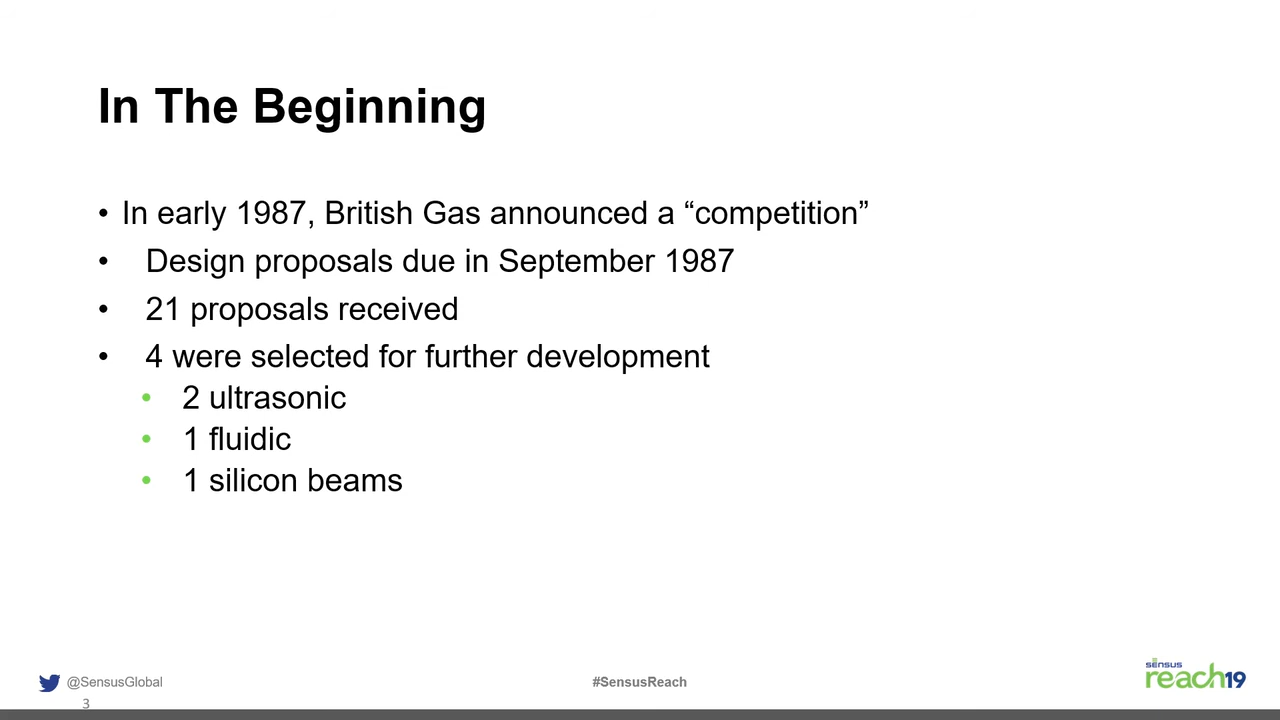 In The Beginning
• In early 1987, British Gas announced a “competition”
• Design proposals due in September 1987
• 21 proposals received
• 4 were selected for further development
• 2 ultrasonic
• 1 fluidic
• 1 silicon beams
@SensusGlobal
#SensusReach
sensus
reach19
3